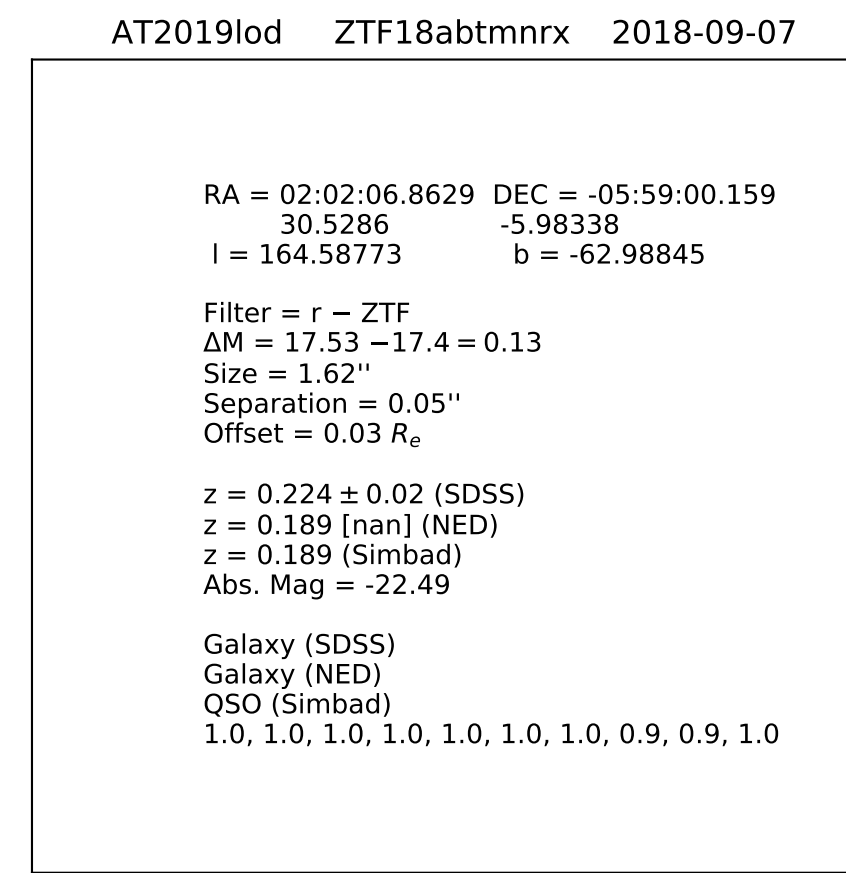 AT2019lod ZTF18abtmnrx 2018-09-07
RA = 02:02:06.8629 DEC = -05:59:00.159
30.5286 -5.98338
l = 164.58773 b = -62.98845
Filter = r − ZTF
ΔM = 17.53 −17.4 = 0.13
Size = 1.62''
Separation = 0.05''
Offset = 0.03 Re
z = 0.224 ± 0.02 (SDSS)
z = 0.189 [nan] (NED)
z = 0.189 (Simbad)
Abs. Mag = -22.49
Galaxy (SDSS)
Galaxy (NED)
QSO (Simbad)
1.0, 1.0, 1.0, 1.0, 1.0, 1.0, 1.0, 0.9, 0.9, 1.0